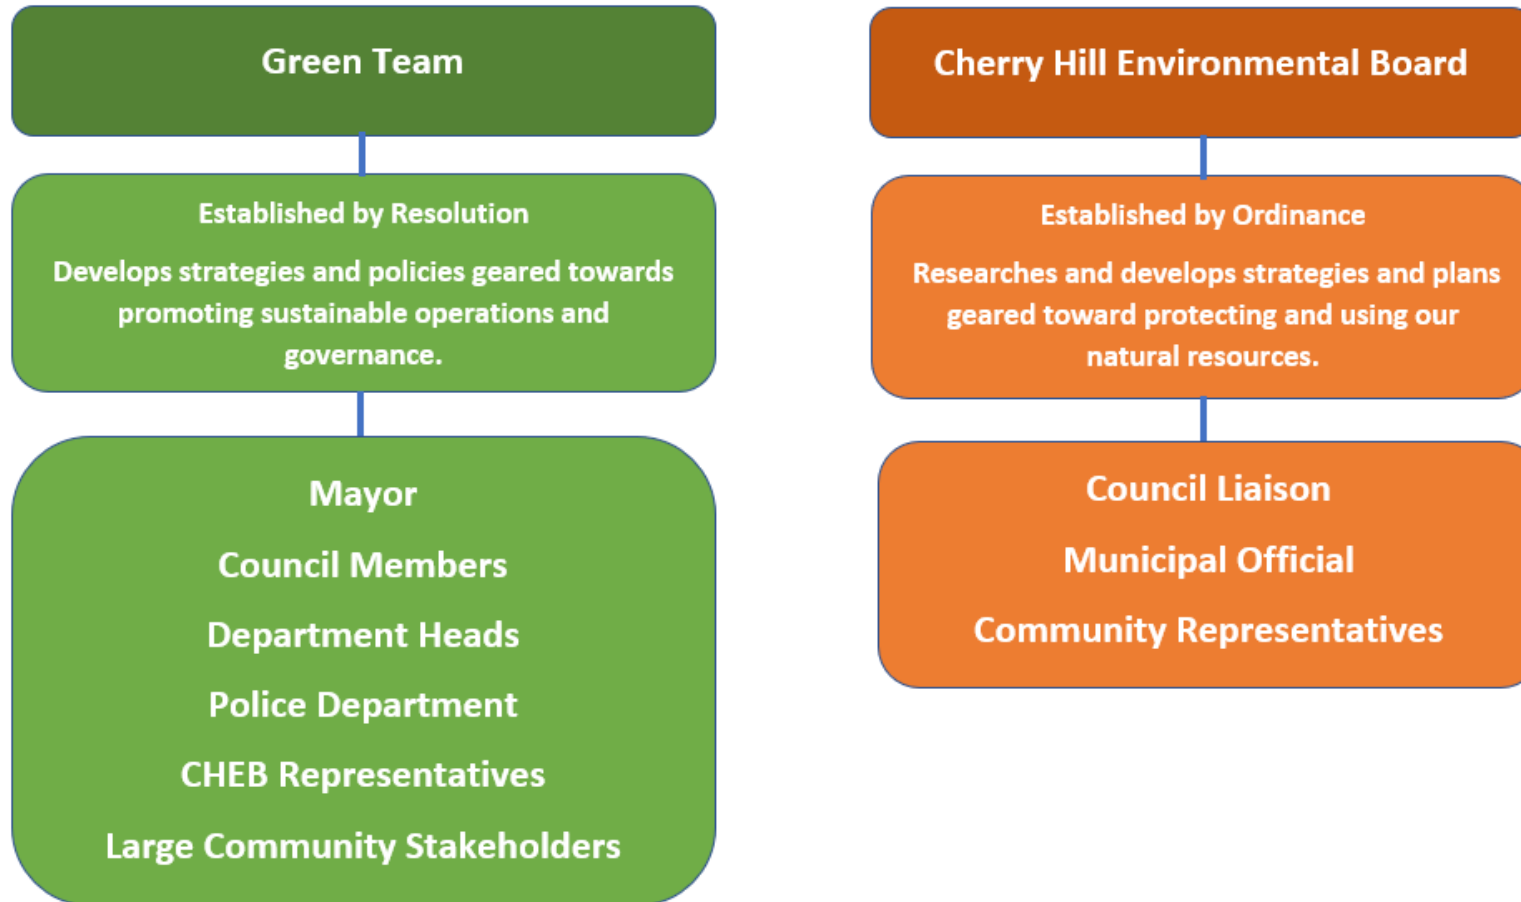 Green Team
Established by Resolution
Develops strategies and policies geared towards
promoting sustainable operations and
governance.
Mayor
Council Members
Department Heads
Police Department
CHEB Representatives
Large Community Stakeholders
Cherry Hill Environmental Board
Established by Ordinance
Researches and develops strategies and plans
geared toward protecting and using our
natural resources.
Council Liaison
Municipal Official
Community Representatives